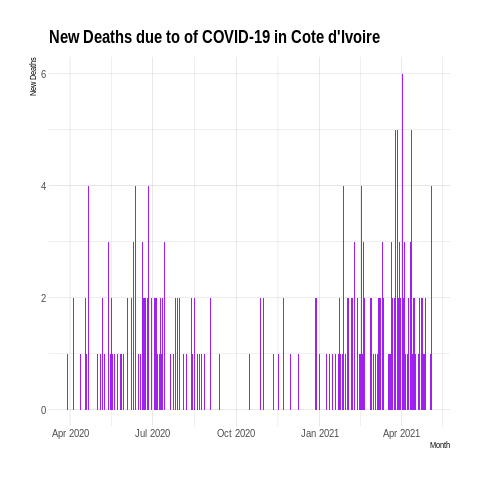 New Deaths due to of COVID-19 in Cote d'Ivoire
New Deaths
6
4
2
0
Apr 2020 Jul 2020 Oct 2020 Jan 2021 Apr 2021
Month